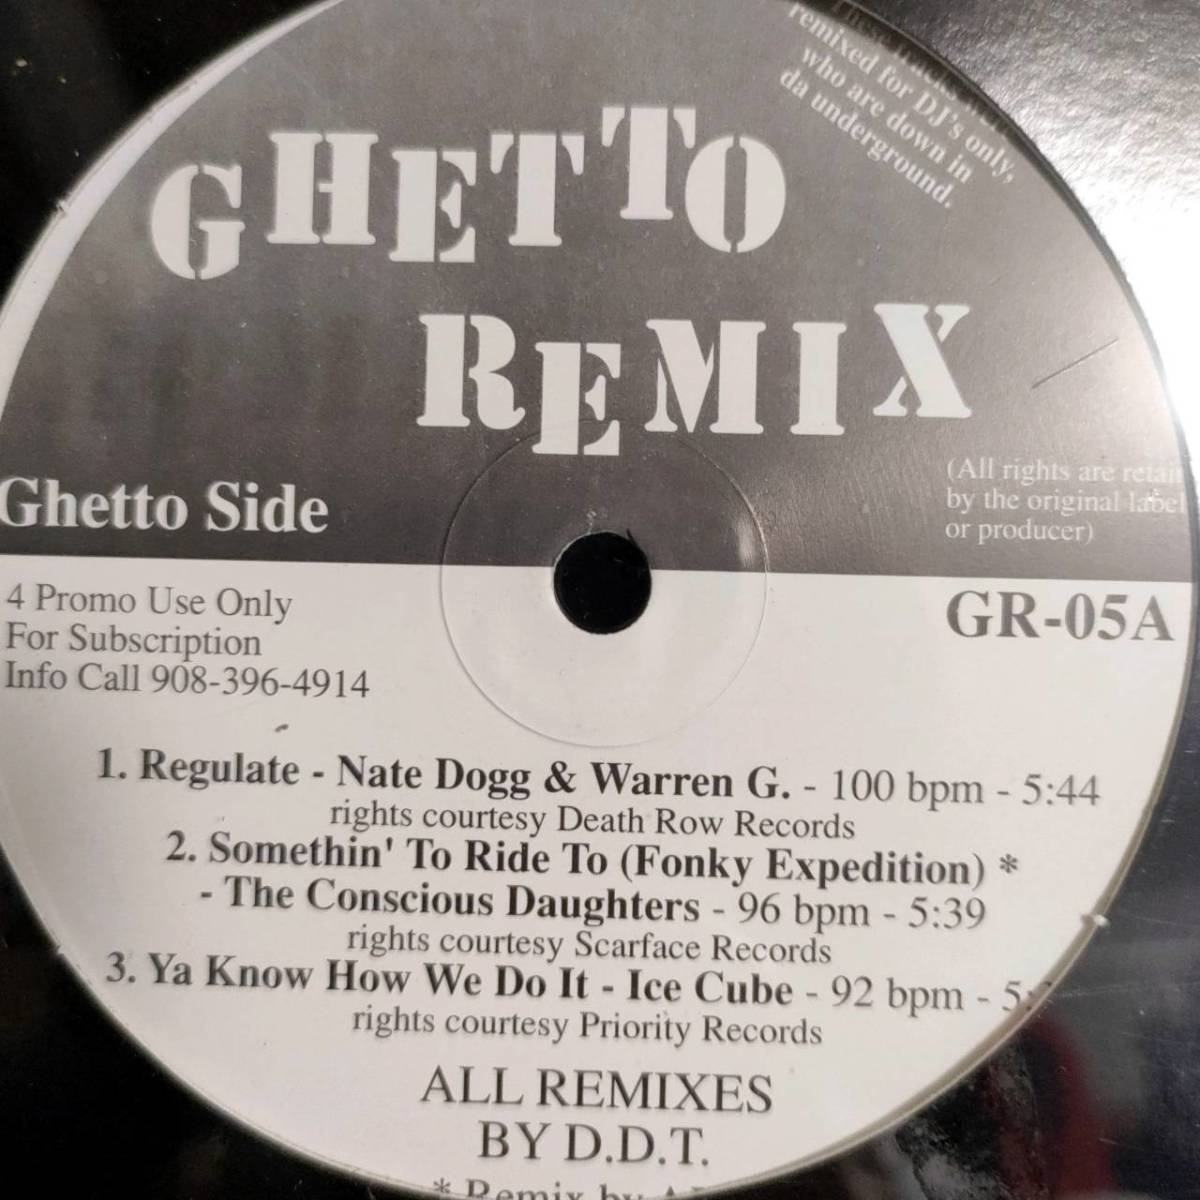 These
remixed for DJ's only,
who are down in
da underground.
GHETTO
REMIX
Ghetto Side
(All rights are
by the original label
or producer)
4 Promo Use Only
For Subscription
Info Call 908-396-4914
GR-05A
1. Regulate - Nate Dogg & Warren G. - 100 bpm - 5:44
rights courtesy Death Row Records
2. Somethin' To Ride To (Fonky Expedition) *
- The Conscious Daughters - 96 bpm - 5:39
rights courtesy Scarface Records
3. Ya Know How We Do It - Ice Cube - 92 bpm -
rights courtesy Priority Records
ALL REMIXES
BY D.D.T.
* Remix by